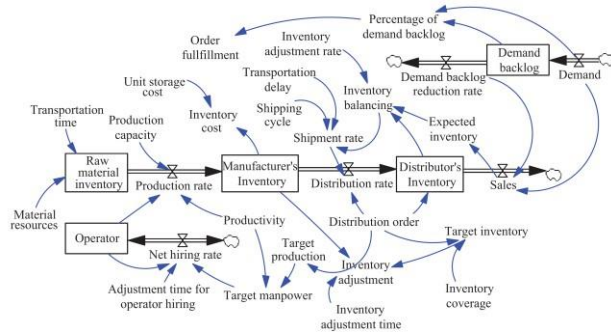 Percentage of
demand backlog
Order
fullfillment
Inventory
adjustment rate
Demand
backlog
Demand backlog
reduction rate
Demand
Unit storage
cost
Transportation
delay
Inventory
balancing
Transportation
time
Production
capacity
Inventory
cost
Shipping
cycle
Shipment rate
Expected
inventory
Raw
material
inventory
Production rate
Manufacturer's
Inventory
Distribution rate
Distributor's
Inventory
Sales
Material
resources
Operator
Productivity
Distribution order
Net hiring rate
Target
production
Target inventory
Inventory
adjustment
Adjustment time for
operator hiring
Target manpower
Inventory
adjustment time
Inventory
coverage